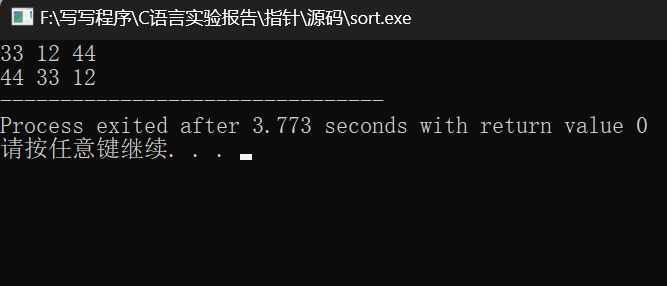 F:\写写程序\C语言实验报告\指针\源码\sort.exe
33 12 44
44 33 12
--------------------------------
Process exited after 3.773 seconds with return value 0
请按任意键继续. . .